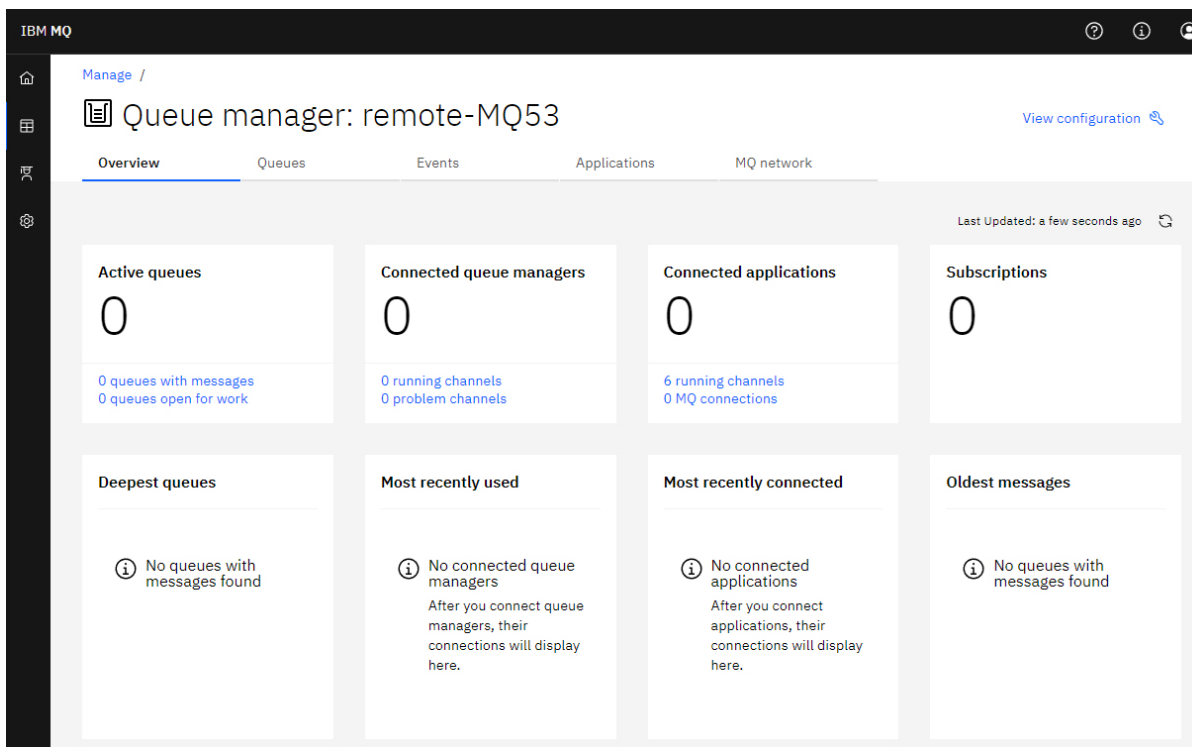 IBM MQ
Manage /
Queue manager: remote-MQ53
View configuration
Overview Queues Events Applications MQ network
Last Updated: a few seconds ago
Active queues
0
0 queues with messages
0 queues open for work
Connected queue managers
0
0 running channels
0 problem channels
Connected applications
0
6 running channels
0 MQ connections
Subscriptions
0
Deepest queues
No queues with
messages found
Most recently used
No connected queue
managers
After you connect queue
managers, their
connections will display
here.
Most recently connected
No connected
applications
After you connect
applications, their
connections will display
here.
Oldest messages
No queues with
messages found